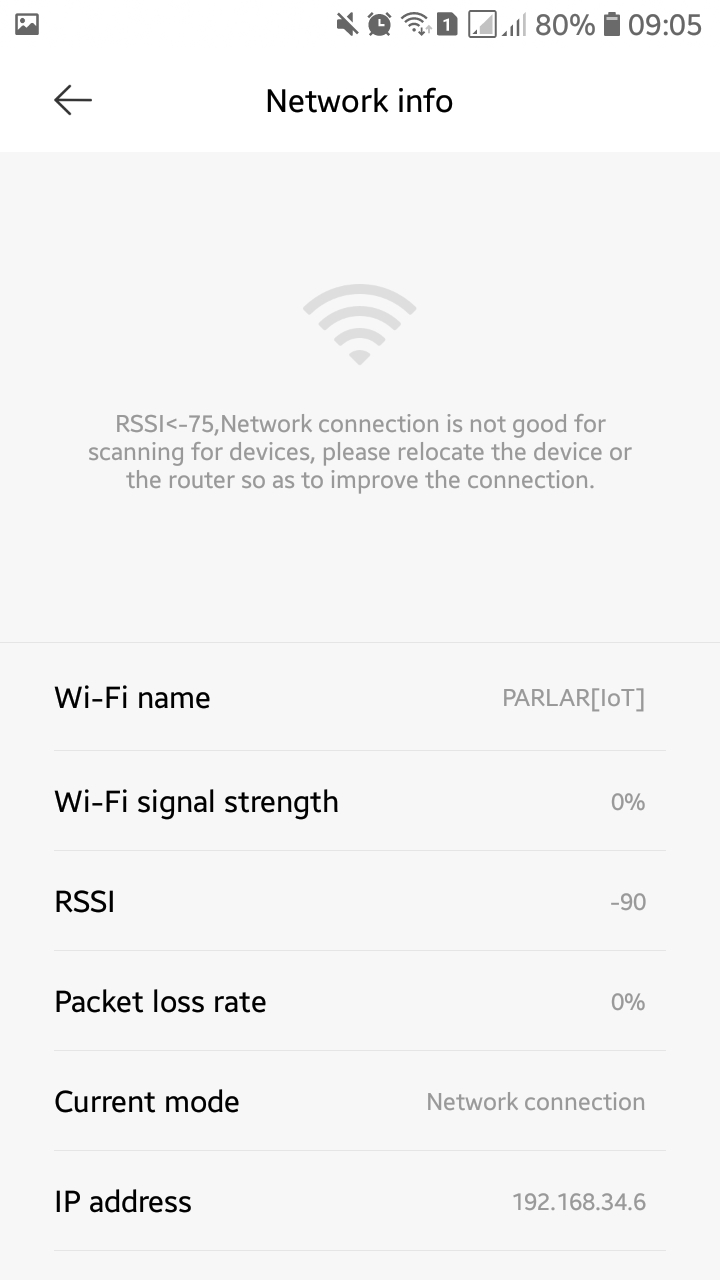 1 80% 09:05
Network info
RSSI<-75,Network connection is not good for
scanning for devices, please relocate the device or
the router so as to improve the connection.
Wi-Fi name PARLAR[IoT]
Wi-Fi signal strength 0%
RSSI -90
Packet loss rate 0%
Current mode Network connection
IP address 192.168.34.6